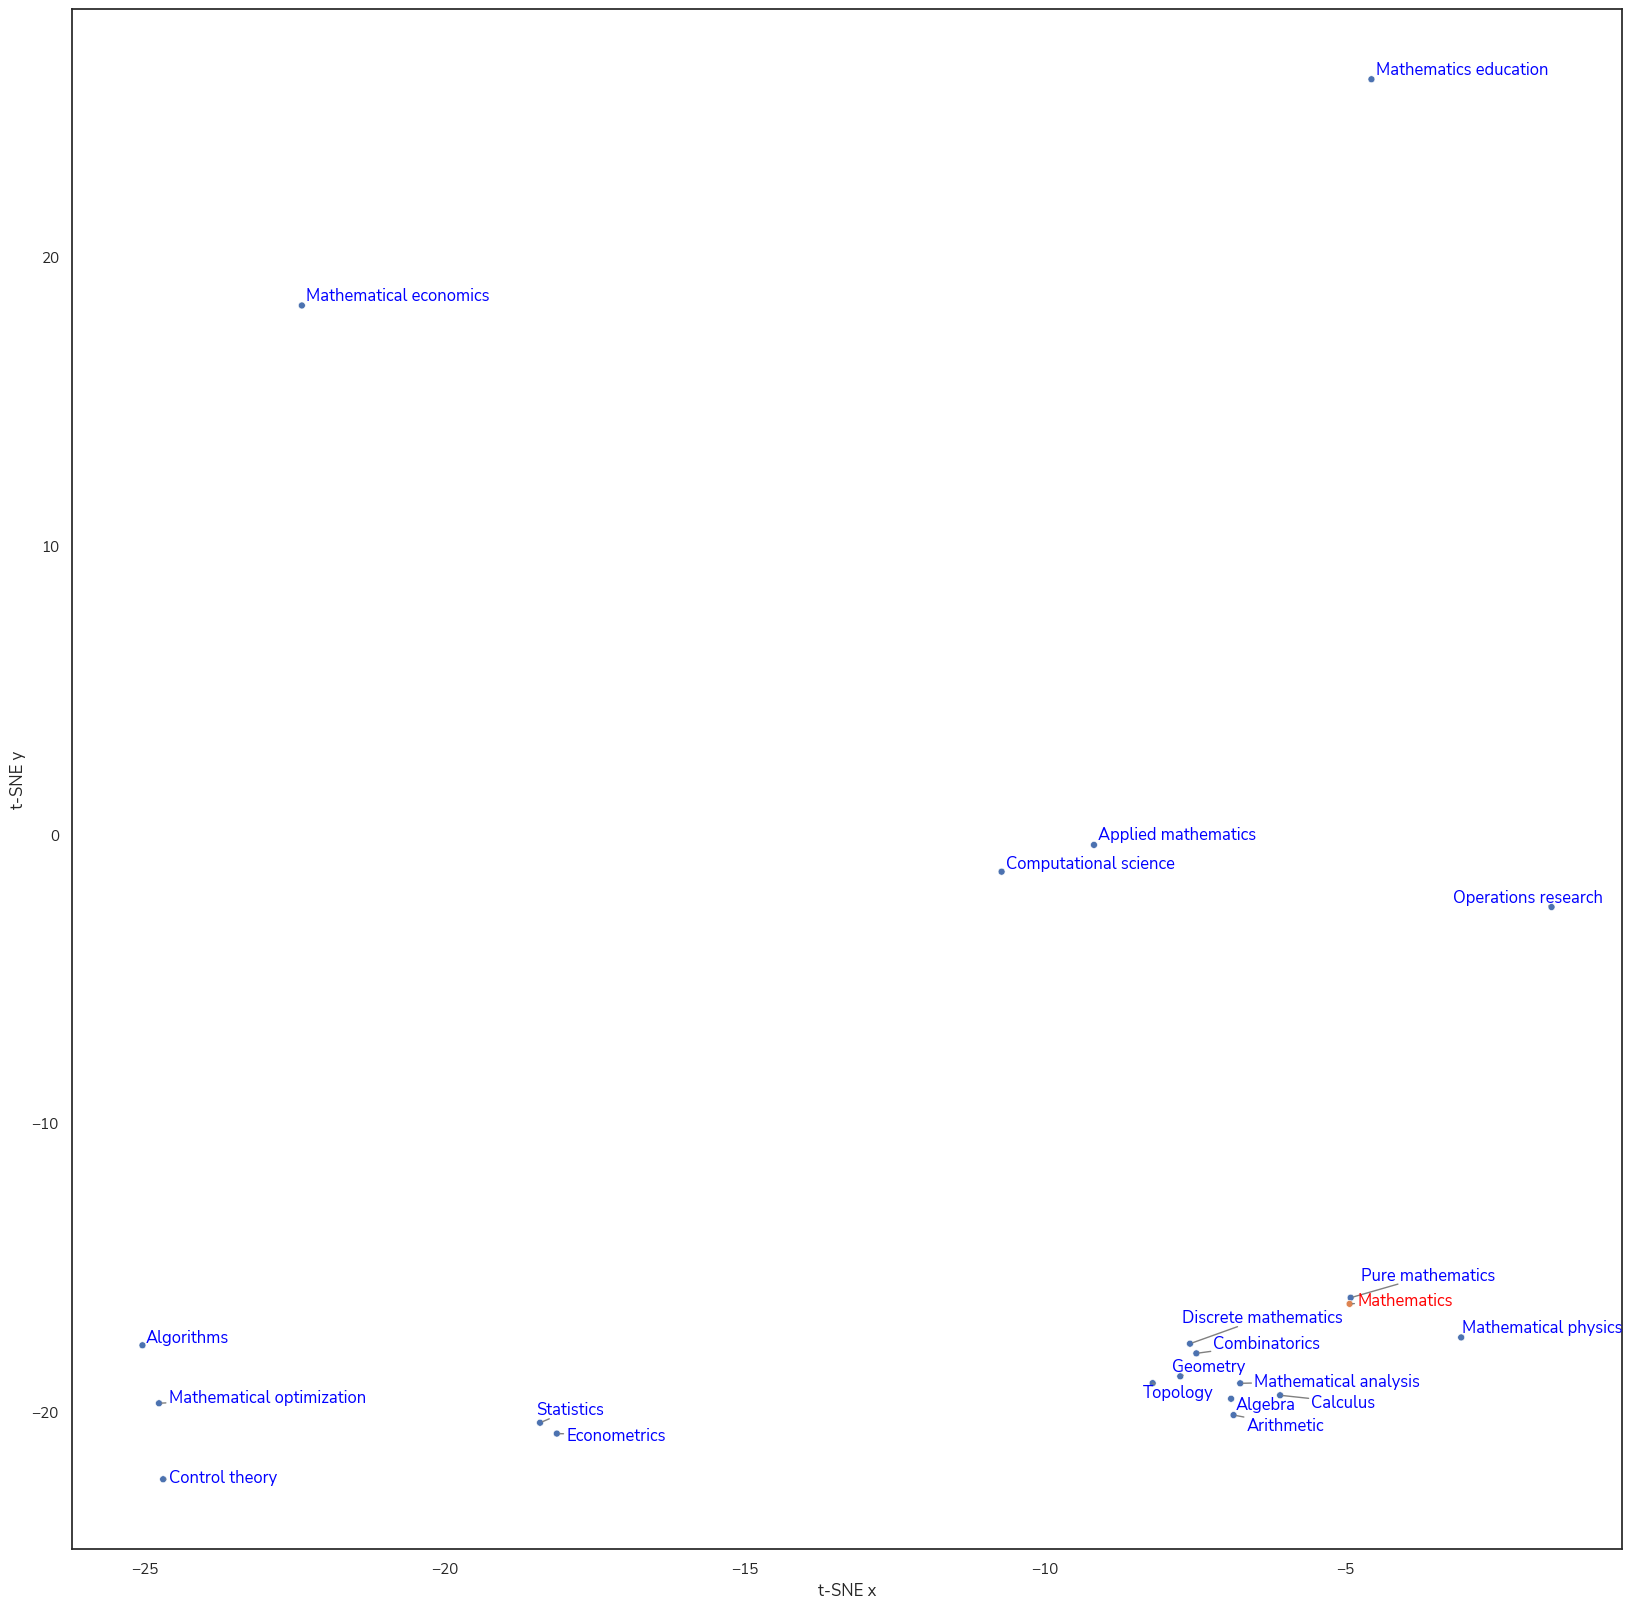 Mathematics education
20
Mathematical economics
10
t-SNE y
0
Applied mathematics
Computational science
Operations research
−10
Pure mathematics
Mathematics
Discrete mathematics
Mathematical physics
Algorithms
Combinatorics
Geometry
Mathematical analysis
Topology
Mathematical optimization
Calculus
Algebra
−20
Statistics
Arithmetic
Econometrics
Control theory
−25 −20 −15 −10 −5
t-SNE x